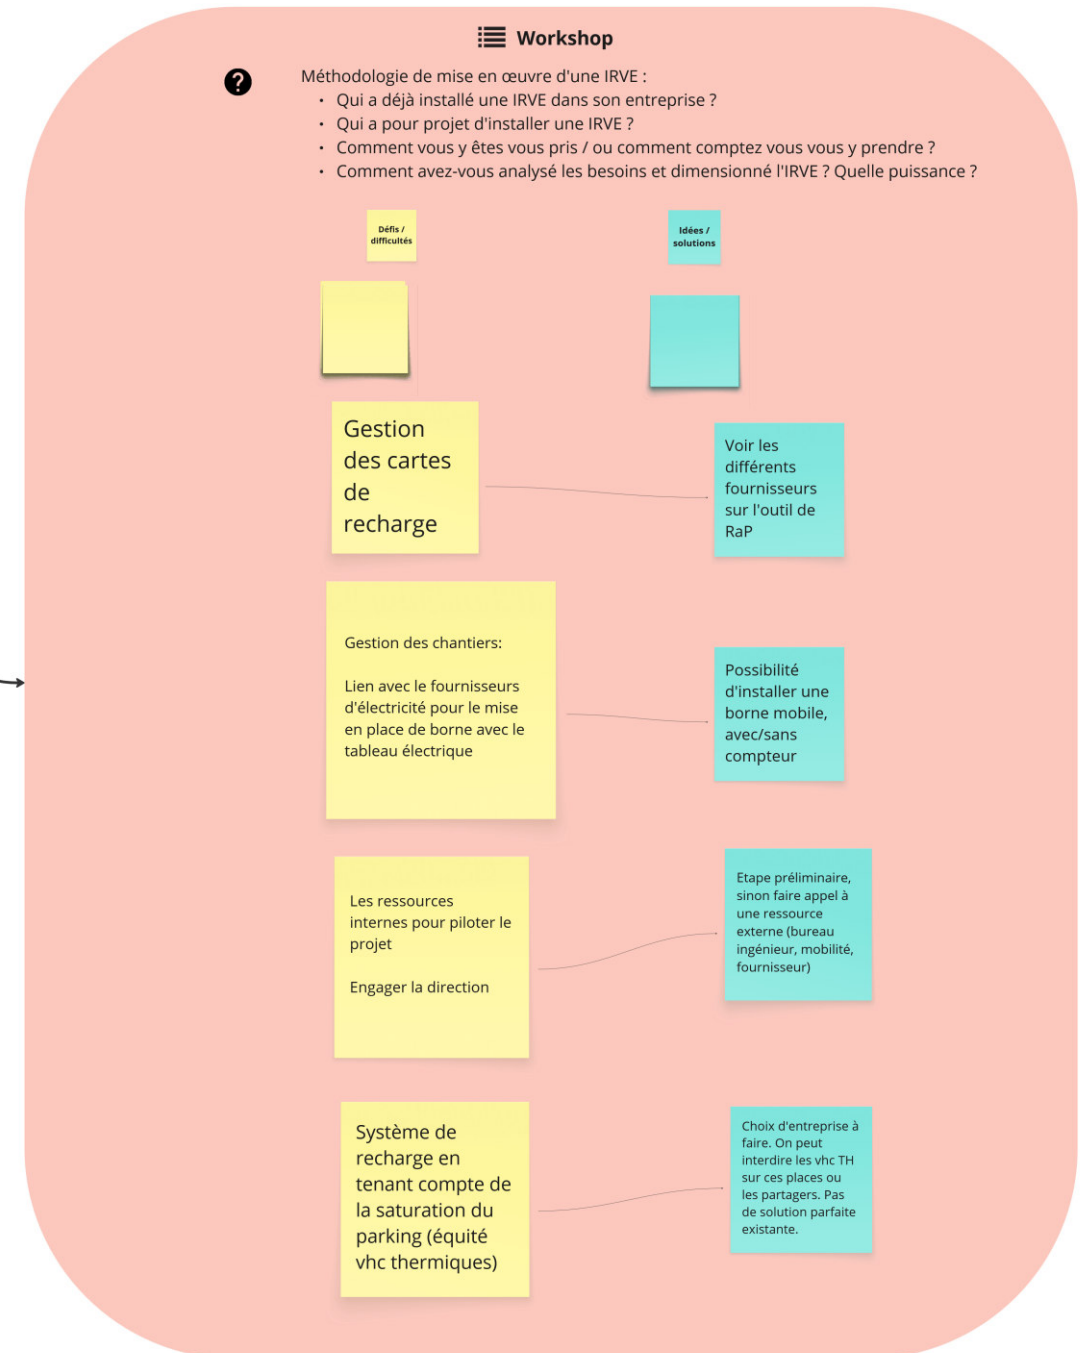 Workshop
Méthodologie de mise en œuvre d'une IRVE :
• Qui a déjà installé une IRVE dans son entreprise ?
• Qui a pour projet d'installer une IRVE ?
• Comment vous y êtes vous pris / ou comment comptez vous vous y prendre ?
• Comment avez-vous analysé les besoins et dimensionné l'IRVE ? Quelle puissance ?
Défis /
difficultés
Idées /
solutions
Gestion
des cartes
de
recharge
Voir les
différents
fournisseurs
sur l'outil de
RaP
Gestion des chantiers:
Lien avec le fournisseurs
d'électricité pour le mise
en place de borne avec le
tableau électrique
Possibilité
d'installer une
borne mobile,
avec/sans
compteur
Les ressources
internes pour piloter le
projet
Engager la direction
Etape préliminaire,
sinon faire appel à
une ressource
externe (bureau
ingénieur, mobilité,
fournisseur)
Système de
recharge en
tenant compte de
la saturation du
parking (équité
vhc thermiques)
Choix d'entreprise à
faire. On peut
interdire les vhc TH
sur ces places ou
les partagers. Pas
de solution parfaite
existante.